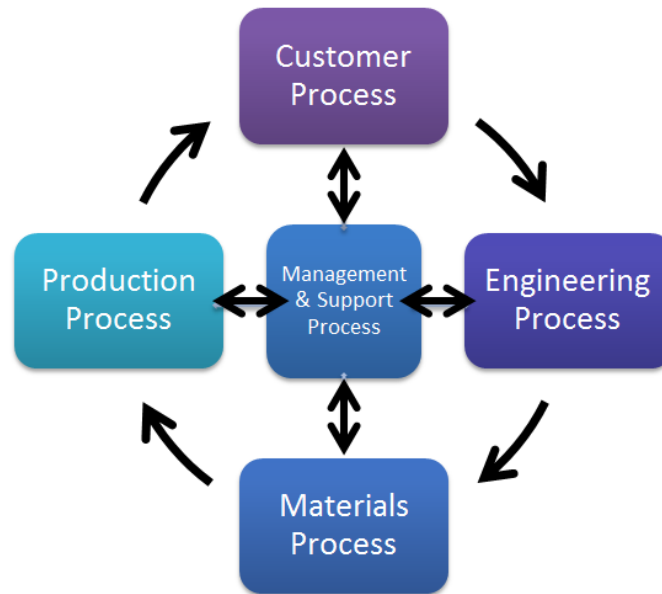 Customer
Process
Production
Process
Management
& Support
Process
Engineering
Process
Materials
Process